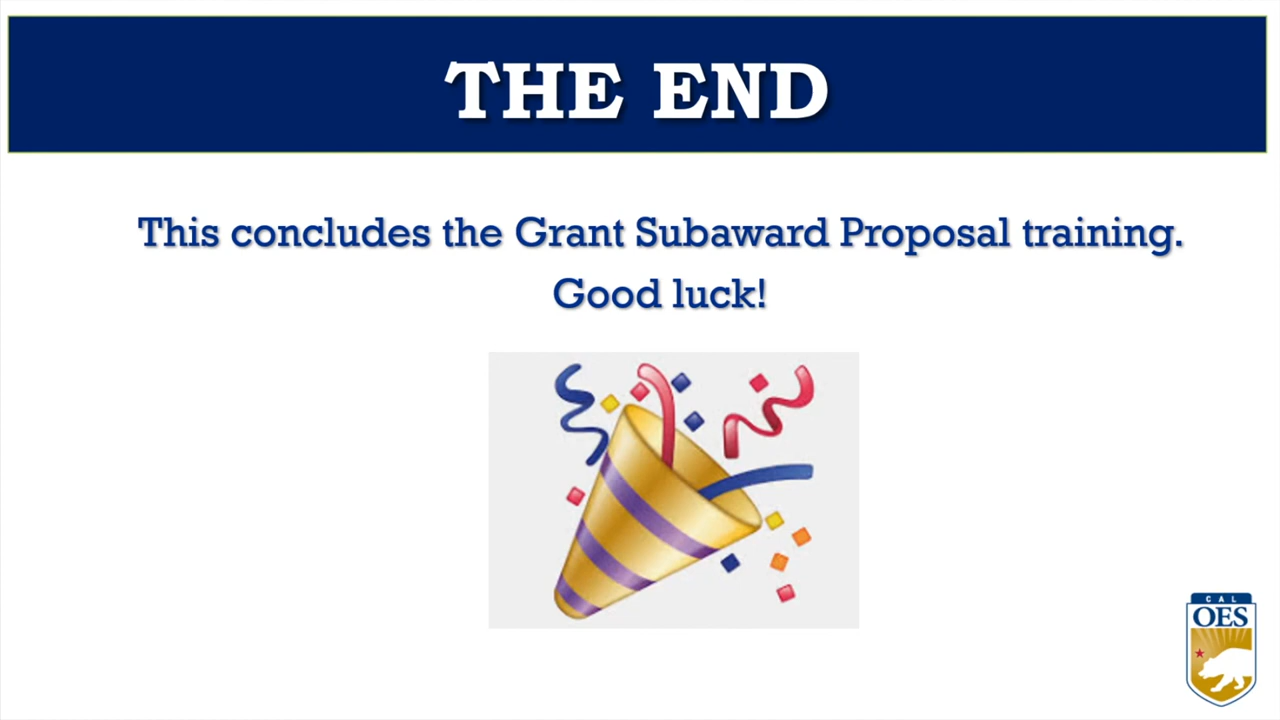 THE END
This concludes the Grant Subaward Proposal training.
Good luck!
CAL
OES